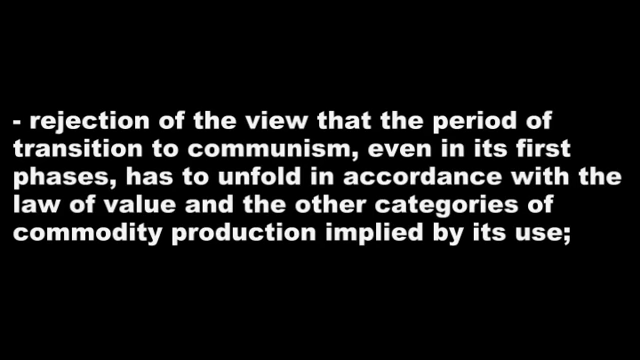 - rejection of the view that the period of
transition to communism, even in its first
phases, has to unfold in accordance with the
law of value and the other categories of
commodity production implied by its use;